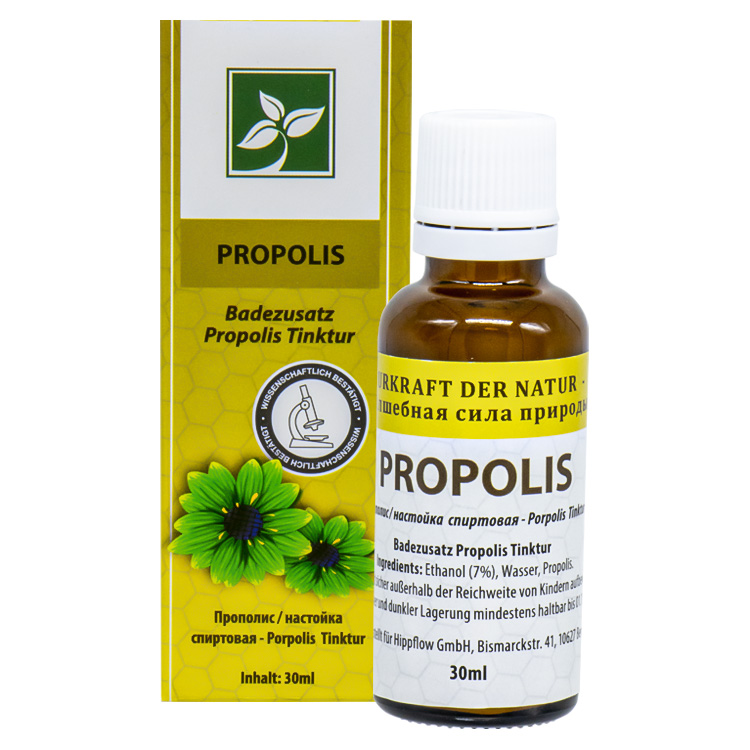 PROPOLIS
Badezusatz
Propolis Tinktur
WISSENSCHAFTLICH BESTÄTIGT
WISSENSCHAFTLICH BESTÄTIGT
Прополис / настойка
спиртовая - Porpolis Tinktur
Inhalt: 30ml
URKRAFT DER NATUR -
шебная сила природы
PROPOLIS
полис / настойка спиртовая - Porpolis Tinktur
Badezusatz Propolis Tinktur
Ingredients: Ethanol (7%), Wasser, Propolis.
außerhalb der Reichweite von Kindern
und dunkler Lagerung mindestens haltbar bis
für Hippflow GmbH, Bismarckstr. 41, 10627
30ml